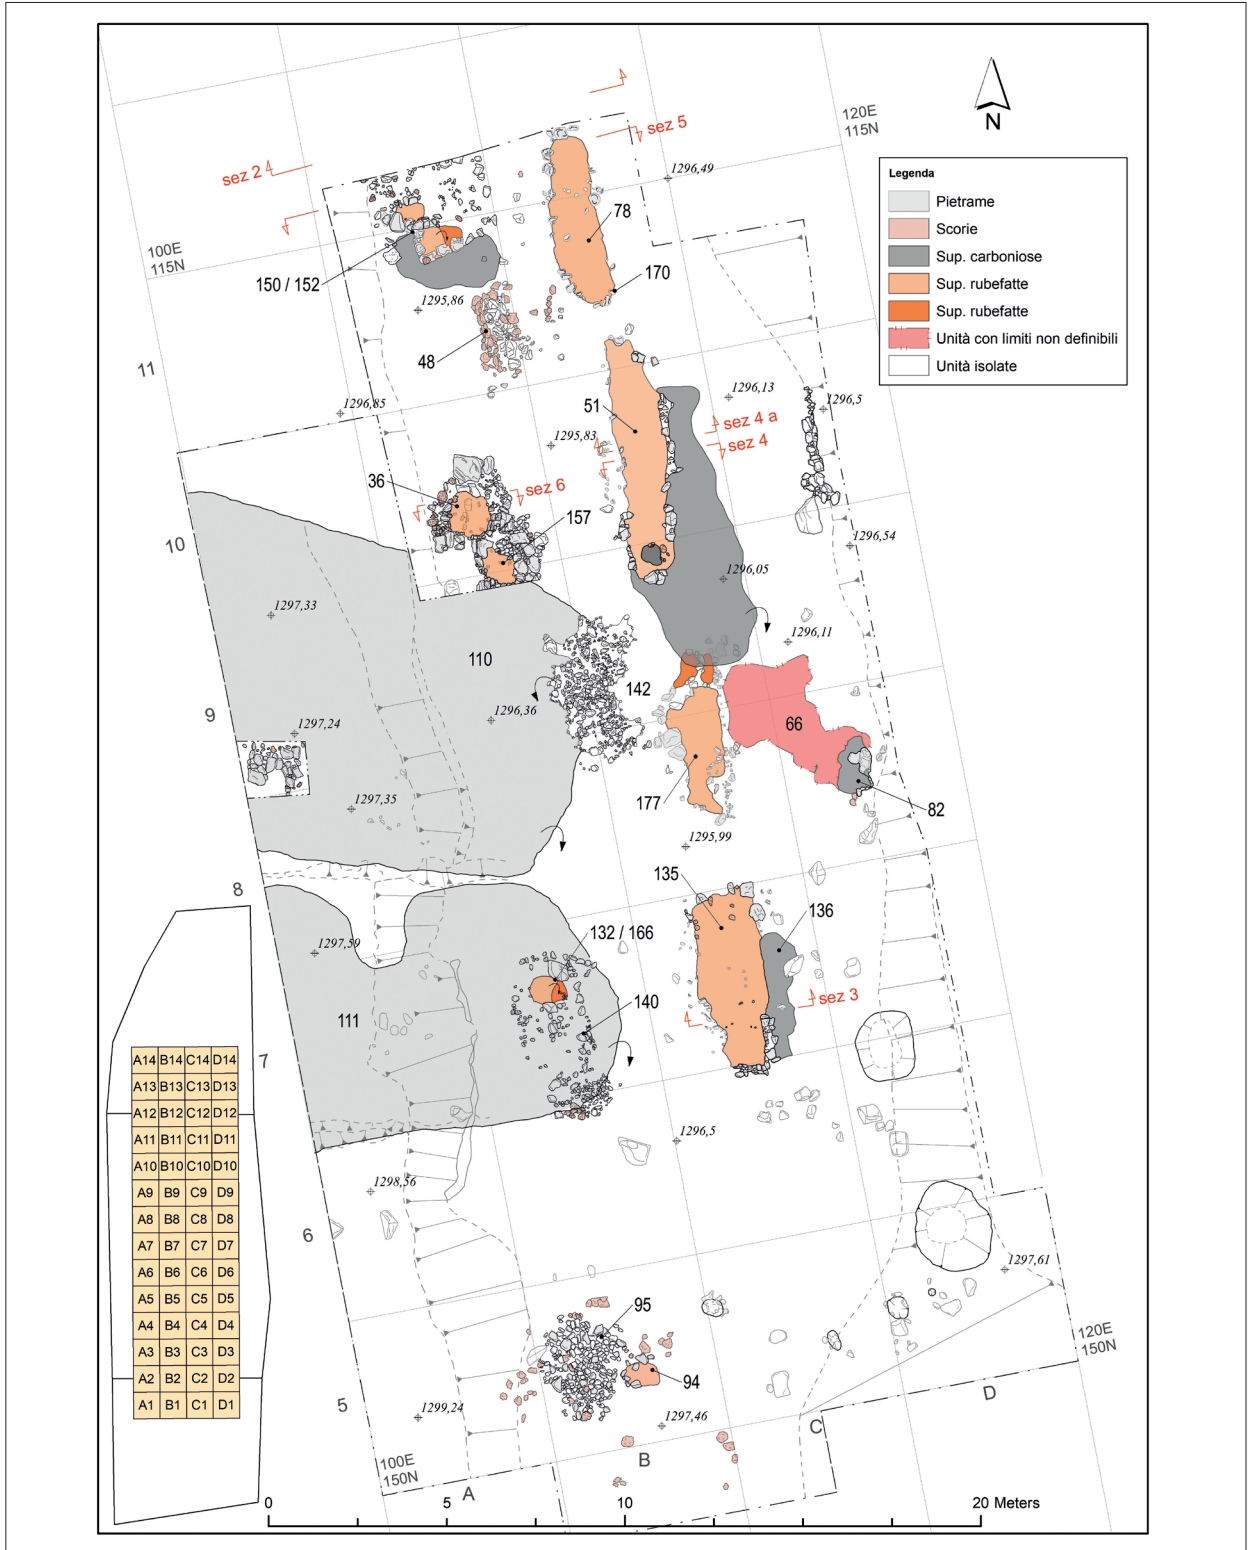 120E
115N
N
sez 5
sez 2
1296,49
Legenda
Pietrame
Scorie
Sup. carboniose
Sup. rubefatte
Sup. rubefatte
Unità con limiti non definibili
Unità isolate
78
100E
115N
150 / 152
170
1295,86
48
11
1296,85
1296,13
1296,5
51
sez 4 a
sez 4
1295,83
36
sez 6
157
10
1296,54
1296,05
1297,33
1296,11
110
142
9
1296,36
66
1297,24
177
1297,35
82
1295,99
8
135
136
132 / 166
1297,59
sez 3
140
111
7
A14 B14 C14 D14
A13 B13 C13 D13
A12 B12 C12 D12
A11 B11 C11 D11
A10 B10 C10 D10
A9 B9 C9 D9
A8 B8 C8 D8
A7 B7 C7 D7
A6 B6 C6 D6
A5 B5 C5 D5
A4 B4 C4 D4
A3 B3 C3 D3
A2 B2 C2 D2
A1 B1 C1 D1
1296,5
1298,56
6
1297,61
95
120E
150N
94
5
D
1299,24
1297,46
C
B
100E
150N
A
0 5 10 20 Meters